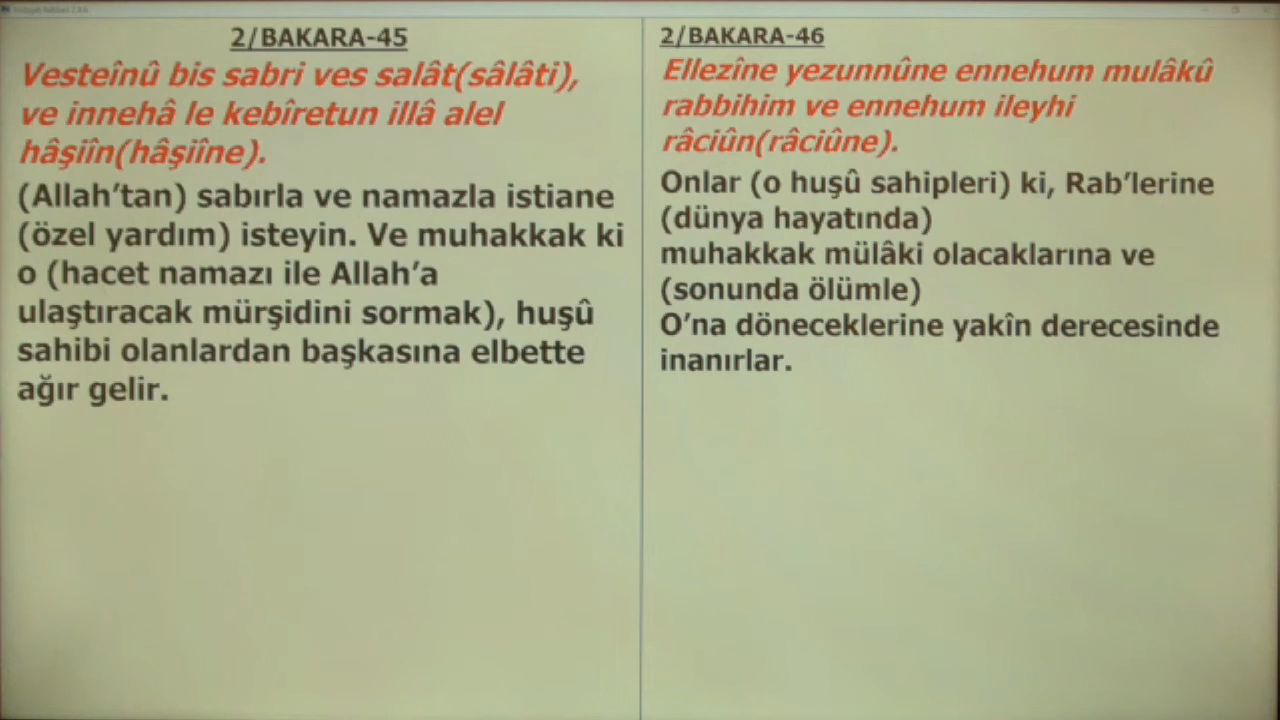 2/BAKARA-45
Vesteînû bis sabri ves salât(sâlâti),
ve innehâ le kebîretun illâ alel
hâşiîn(hâşiîne).
(Allah’tan) sabırla ve namazla istiane
(özel yardım) isteyin. Ve muhakkak ki
o (hacet namazı ile Allah’a
ulaştıracak mürşidini sormak), huşû
sahibi olanlardan başkasına elbette
ağır gelir.
2/BAKARA-46
Ellezîne yezunnûne ennehum mulâkû
rabbihim ve ennehum ileyhi
râciûn(râciûne).
Onlar (o huşû sahipleri) ki, Rab’lerine
(dünya hayatında)
muhakkak mülâki olacaklarına ve
(sonunda ölümle)
O’na döneceklerine yakîn derecesinde
inanırlar.